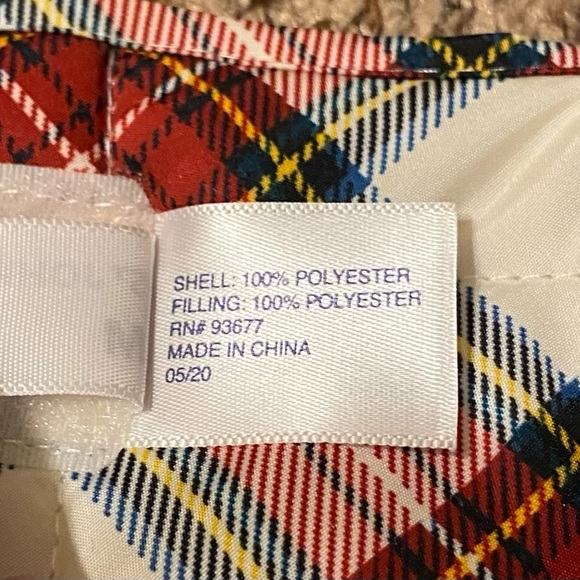 SHELL: 100% POLYESTER
FILLING: 100% POLYESTER
RN# 93677
MADE IN CHINA
05/20